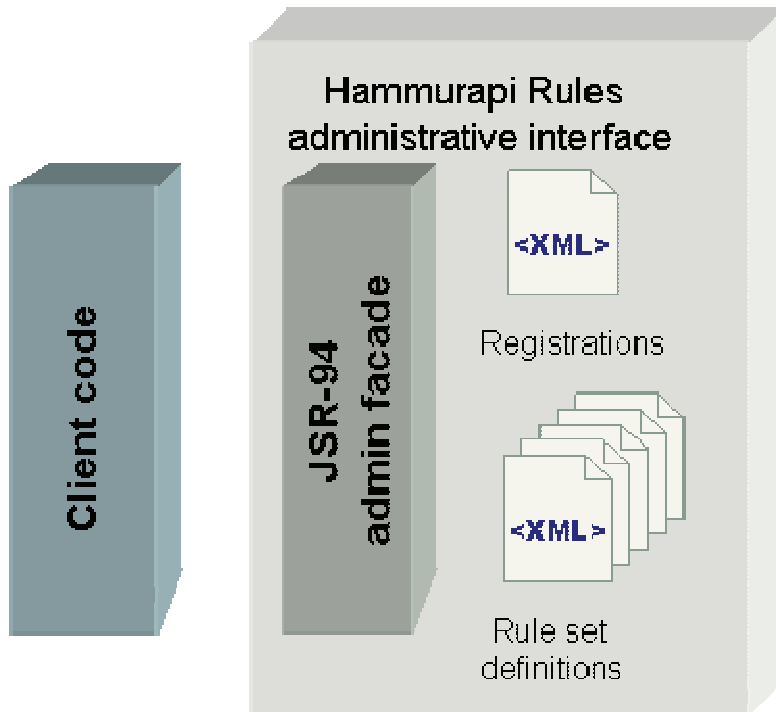 Hammurapi Rules
administrative interface
Client code
JSR-94
admin facade
<XML>
Registrations
<XML>
Rule set
definitions